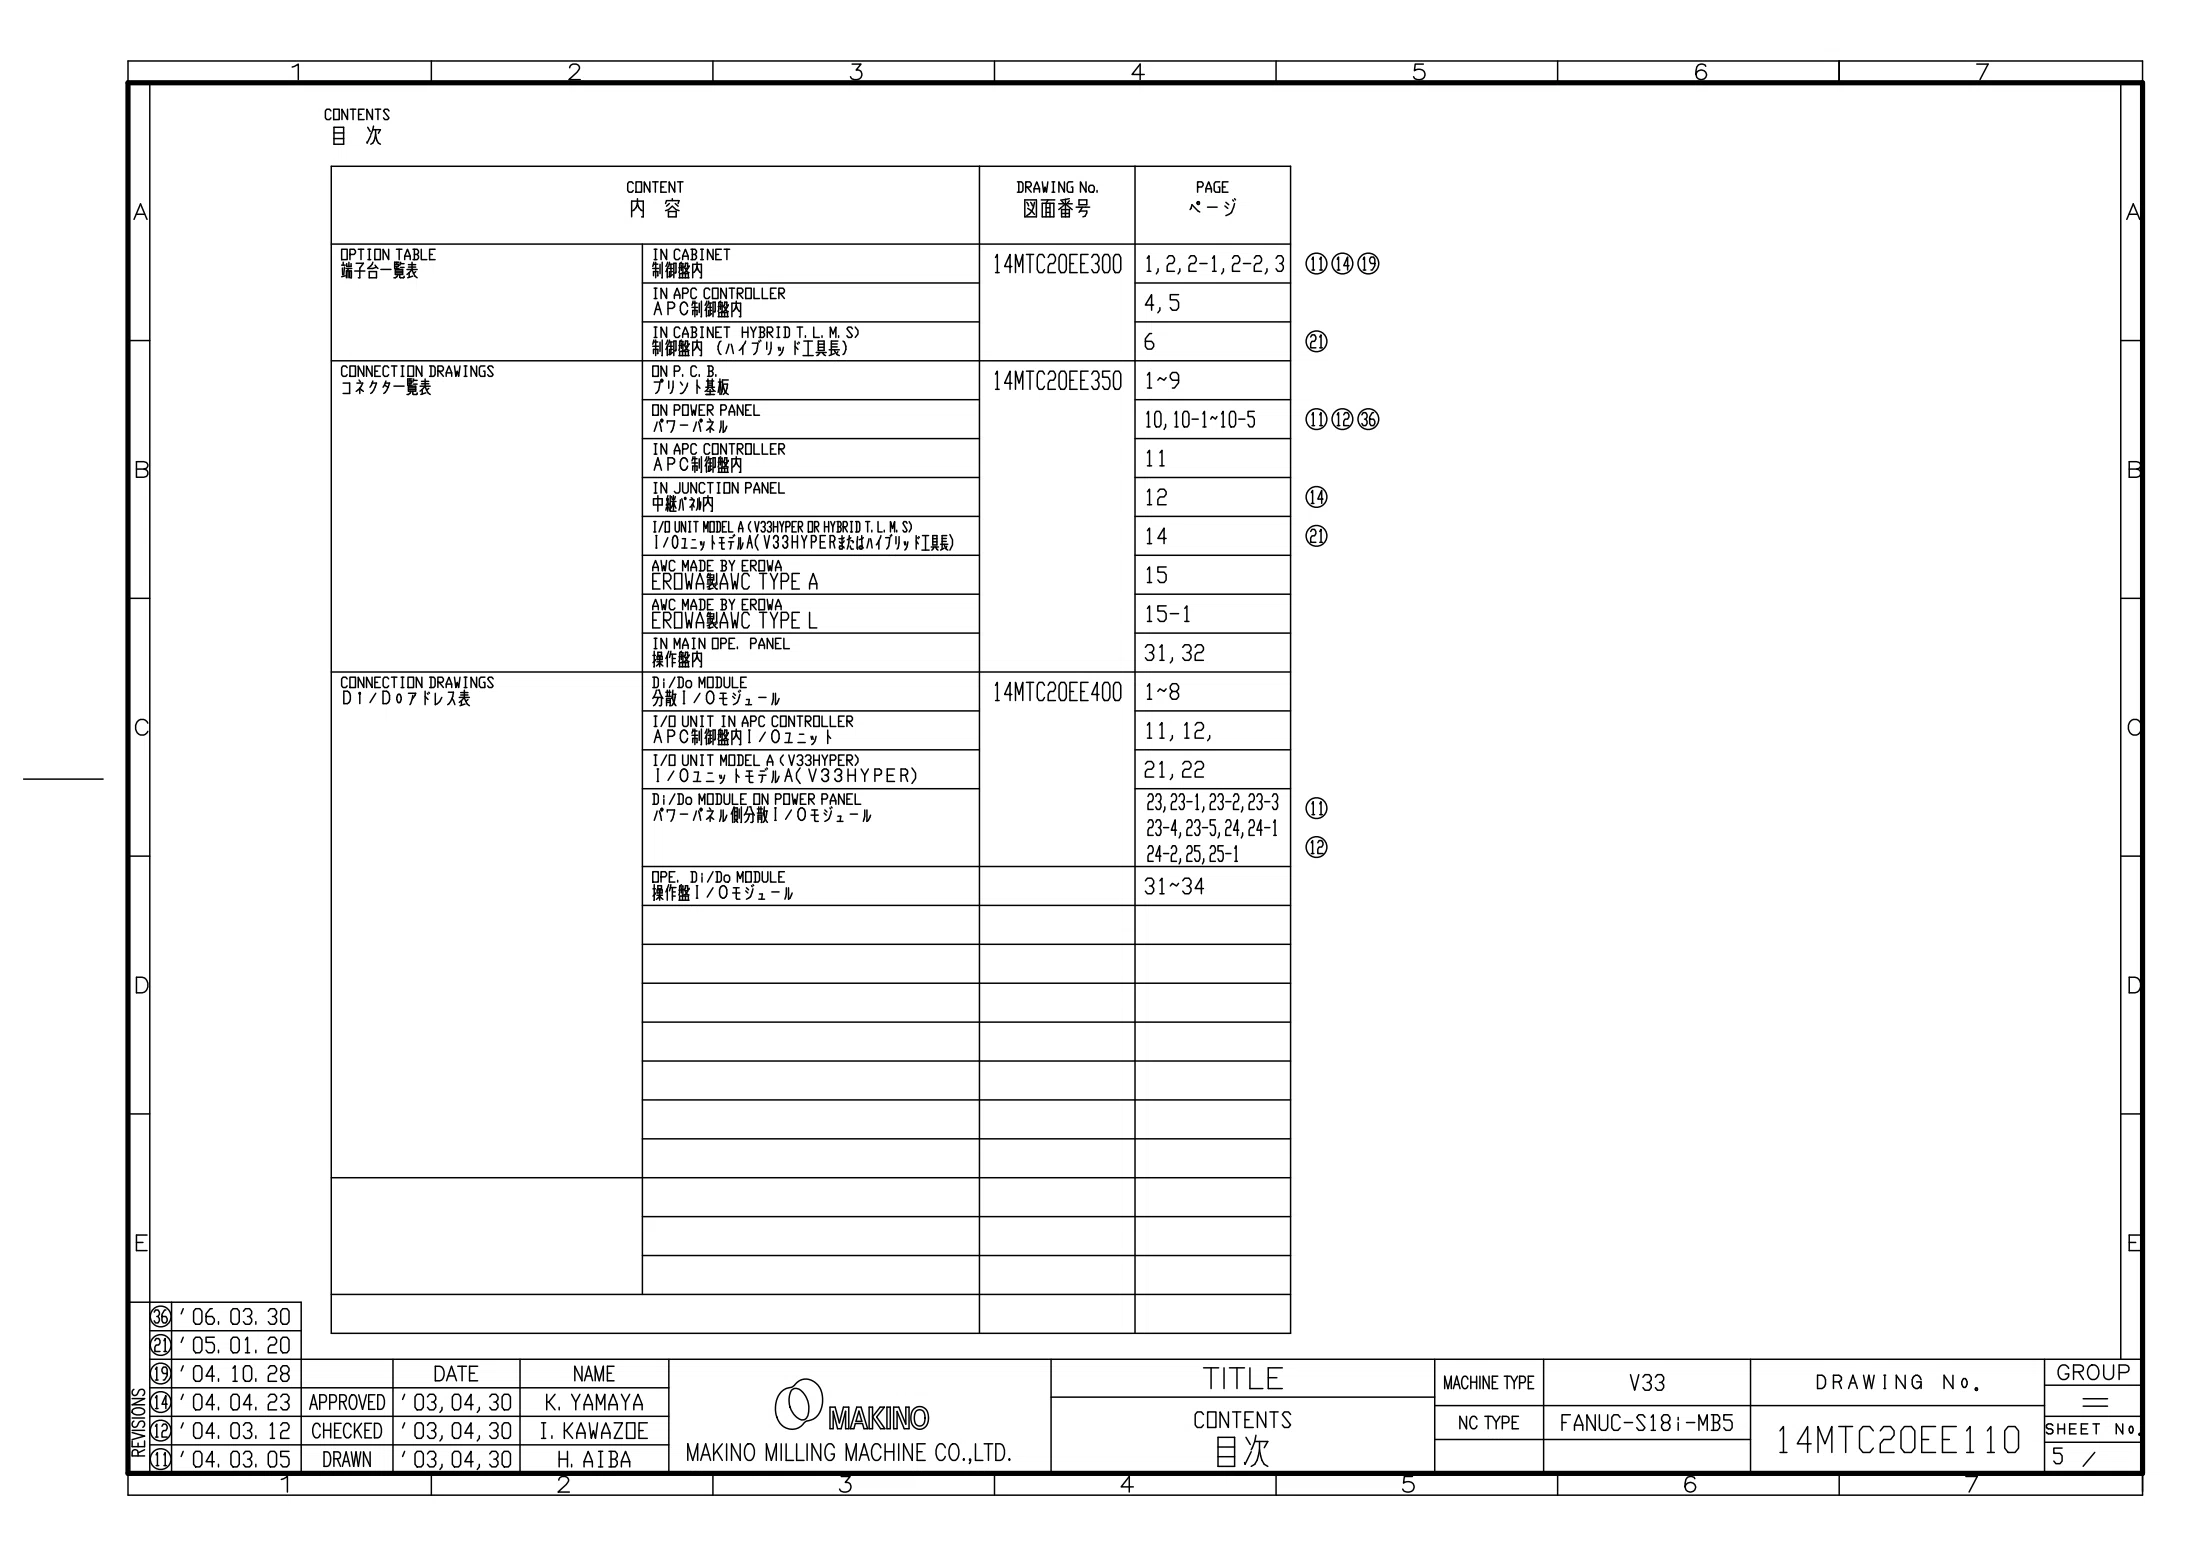 1 2 3 4 5 6 7
CONTENTS
目 次
CONTENT DRAWING No. PAGE
内 容 図面番号 ページ
A A
OPTION TABLE IN CABINET
端子台一覧表 制御盤内 14MTC20EE300 1, 2, 2-1, 2-2, 3 ⑪⑭⑲
IN APC CONTROLLER
APC制御盤内 4, 5
IN CABINET HYBRID T. L. M. S)
制御盤内 (ハイブリッド工具長) 6 ㉑
CONNECTION DRAWINGS ON P. C. B.
コネクタ一覧表 プリント基板 14MTC20EE350 1~9
ON POWER PANEL
パワーパネル 10, 10-1~10-5 ⑪⑫㊱
B B
IN APC CONTROLLER
APC制御盤内 11
IN JUNCTION PANEL
中継パネル内 12 ⑭
I/O UNIT MODEL A (V33HYPER OR HYBRID T. L. M. S)
I/OユニットモデルA(V33HYPERまたはハイブリッド工具長) 14 ㉑
AWC MADE BY EROWA
EROWA製AWC TYPE A 15
AWC MADE BY EROWA
EROWA製AWC TYPE L 15-1
IN MAIN OPE. PANEL
操作盤内 31, 32
CONNECTION DRAWINGS Di/Do MODULE
Di/Doアドレス表 分散I/Oモジュール 14MTC20EE400 1~8
C C
I/O UNIT IN APC CONTROLLER
APC制御盤内I/Oユニット 11, 12,
I/O UNIT MODEL A (V33HYPER)
I/OユニットモデルA(V33HYPER) 21, 22
Di/Do MODULE ON POWER PANEL 23, 23-1, 23-2, 23-3 ⑪
パワーパネル側分散I/Oモジュール 23-4, 23-5, 24, 24-1
24-2, 25, 25-1 ⑫
OPE. Di/Do MODULE
操作盤I/Oモジュール 31~34
D D
E E
REVISIONS
㊱ '06. 03. 30
㉑ '05. 01. 20
⑲ '04. 10. 28 DATE NAME
⑭ '04. 04. 23 APPROVED '03, 04, 30 K. YAMAYA
⑫ '04. 03. 12 CHECKED '03, 04, 30 I. KAWAZOE
⑪ '04. 03. 05 DRAWN '03, 04, 30 H. AIBA
MAKINO
MAKINO MILLING MACHINE CO.,LTD.
TITLE
CONTENTS
目次
MACHINE TYPE V33
NC TYPE FANUC-S18i-MB5
DRAWING No.
14MTC20EE110
GROUP
=
SHEET No.
5 /
1 2 3 4 5 6 7